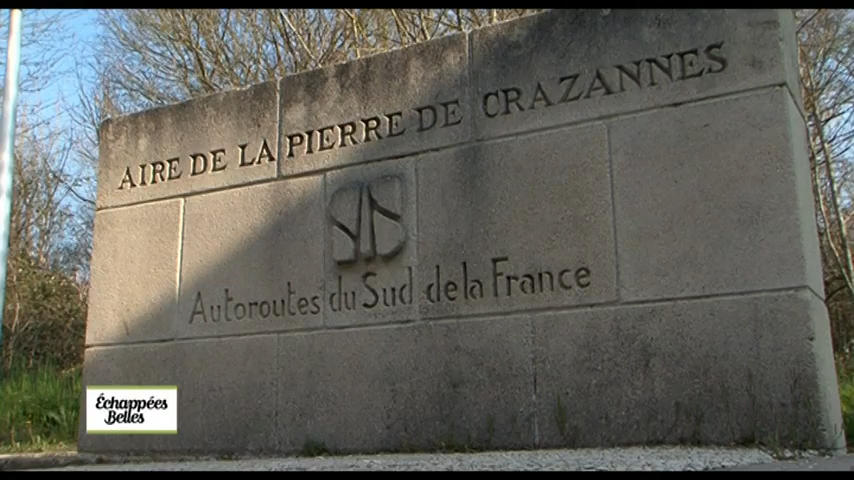 AIRE DE LA PIERRE DE CRAZANNES
Autoroutes du Sud de la France
Échappées
Belles